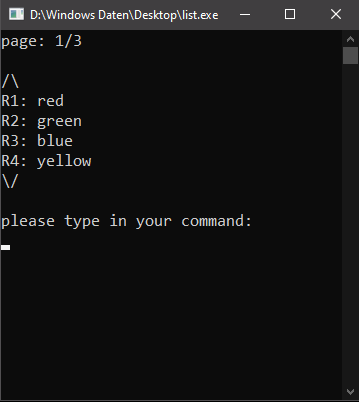 D:\Windows Daten\Desktop\list.exe
page: 1/3
/\
R1: red
R2: green
R3: blue
R4: yellow
\/
please type in your command: